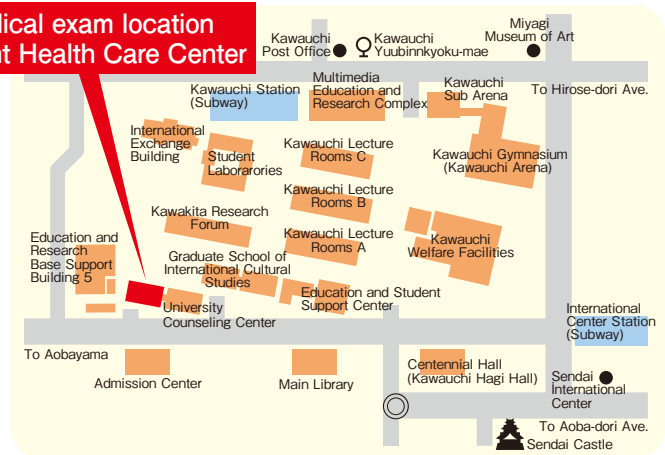 dical exam location
t Health Care Center
Kawauchi
Post Office
Kawauchi
Yuubinnkyoku-mae
Miyagi
Museum of Art
Kawauchi Station
(Subway)
Multimedia
Education and
Research Complex
Kawauchi
Sub Arena
To Hirose-dori Ave.
International
Exchange
Building
Student
Laborarories
Kawauchi Lecture
Rooms C
Kawauchi Gymnasium
(Kawauchi Arena)
Kawauchi Lecture
Rooms B
Kawakita Research
Forum
Kawauchi Lecture
Rooms A
Kawauchi
Welfare Facilities
Education and
Research
Base Support
Building 5
Graduate School of
International Cultural
Studies
Education and Student
Support Center
University
Counseling Center
International
Center Station
(Subway)
To Aobayama
Admission Center
Main Library
Centennial Hall
(Kawauchi Hagi Hall)
Sendai
International
Center
To Aoba-dori Ave.
Sendai Castle